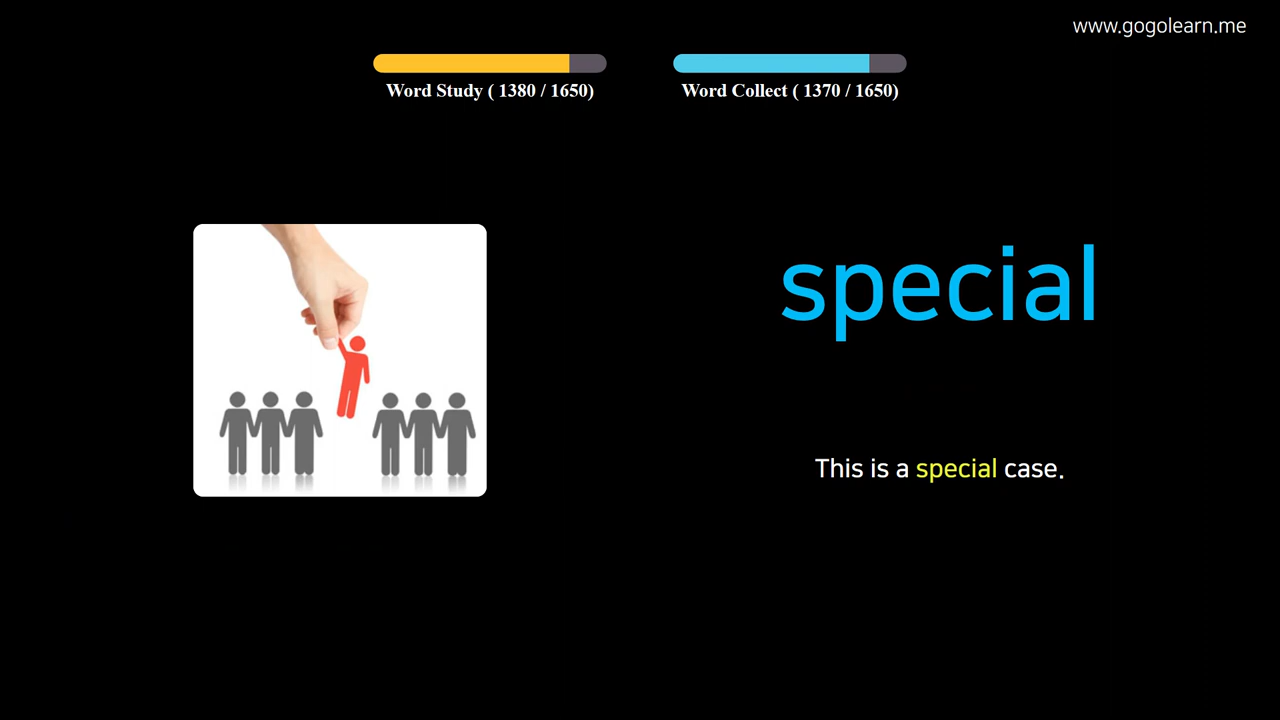 www.gogolearn.me
Word Study ( 1380 / 1650)
Word Collect ( 1370 / 1650)
special
This is a special case.